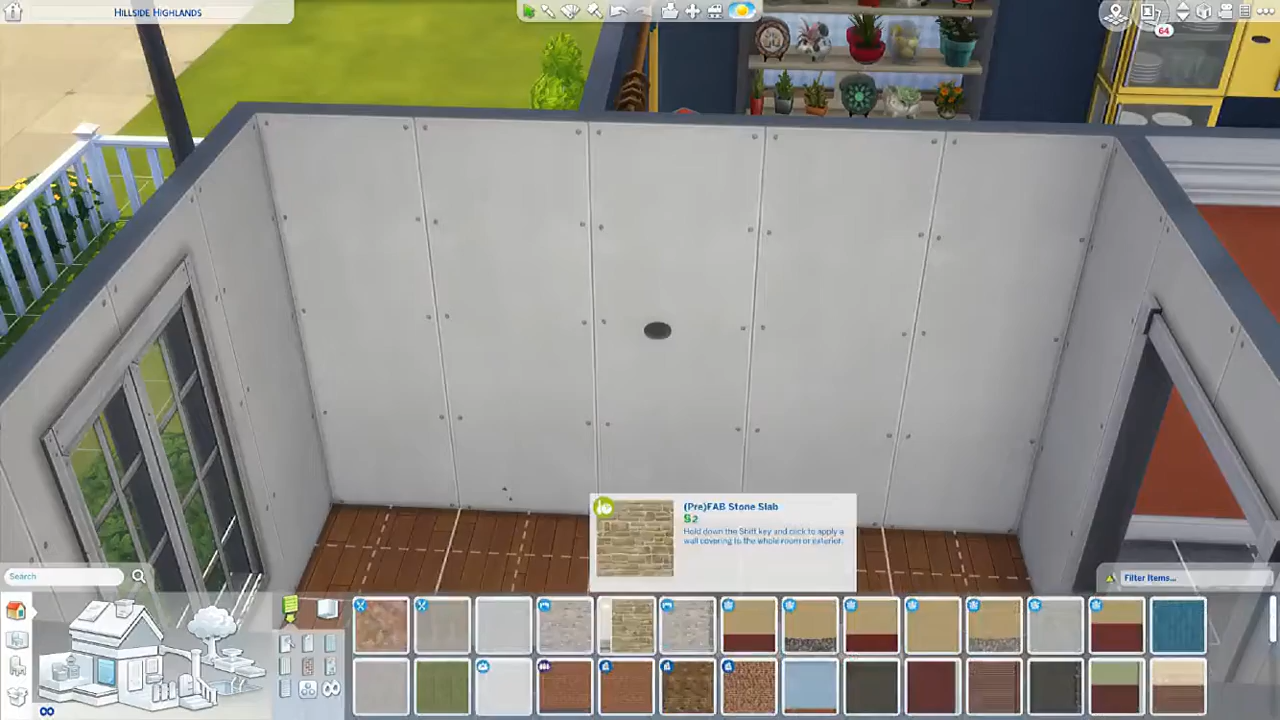 HILLSIDE HIGHLANDS
64
(Pre)FAB Stone Slab
§2
Hold down the Shift key and click to apply a
wall covering to the whole room or exterior.
Search
Filter Items...